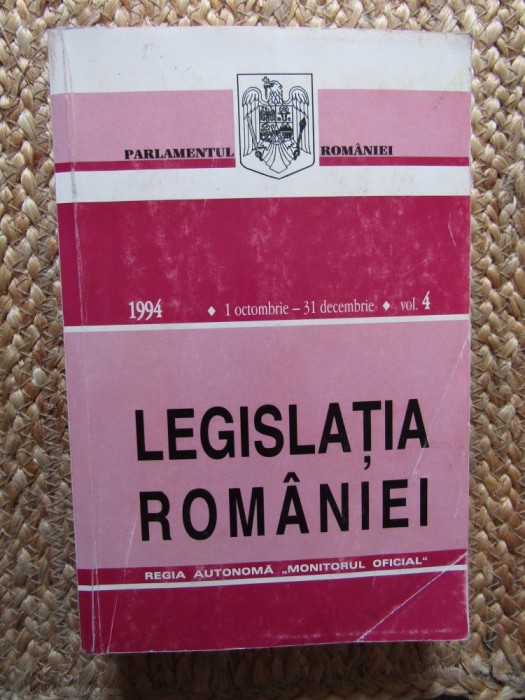 PARLAMENTUL ROMÂNIEI
1994 ♦ 1 octombrie – 31 decembrie ♦ vol. 4
LEGISLAȚIA
ROMÂNIEI
REGIA AUTONOMĂ „MONITORUL OFICIAL“